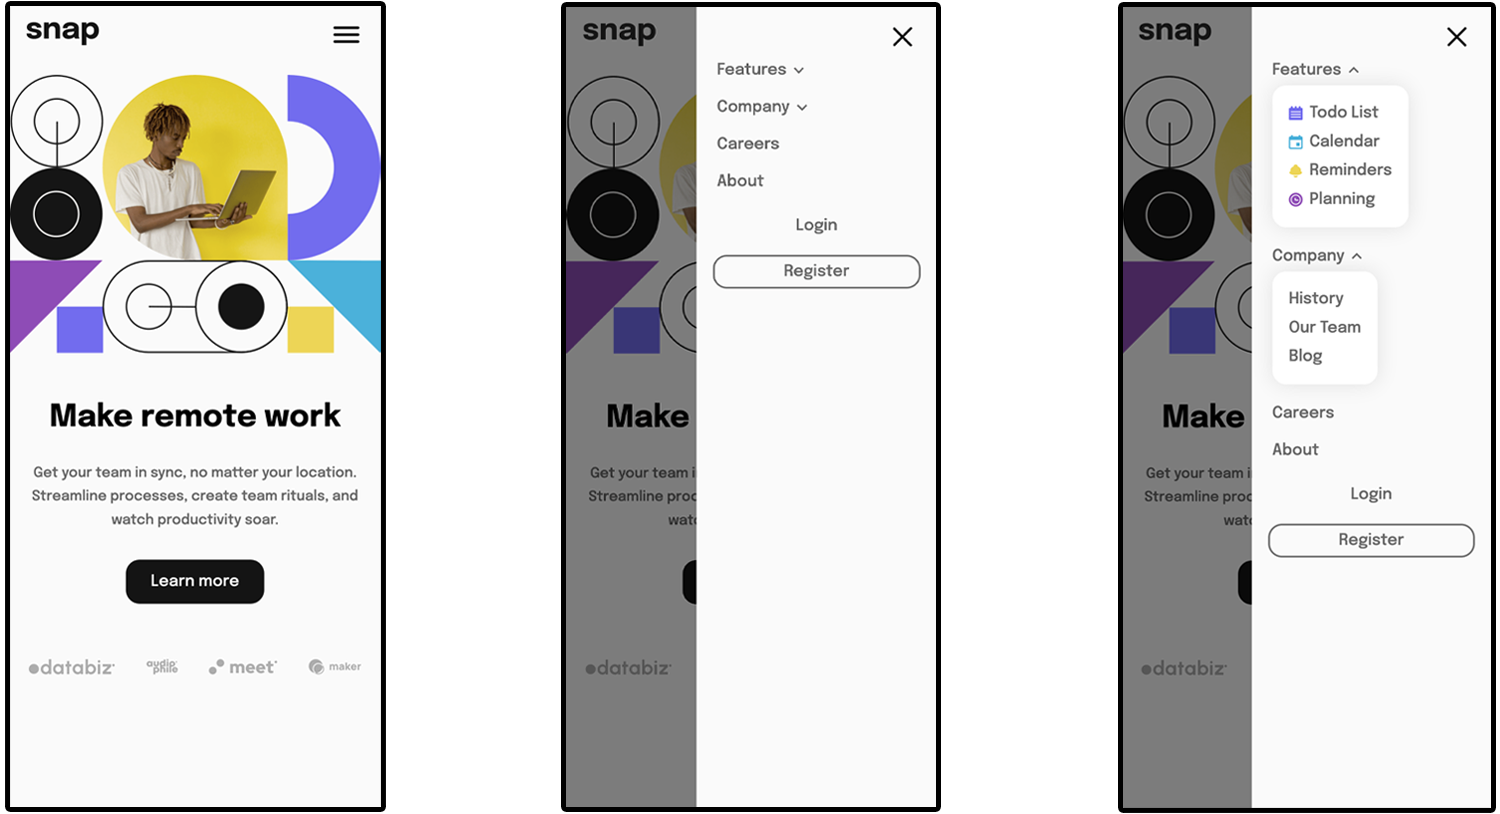 snap
Make remote work
Get your team in sync, no matter your location.
Streamline processes, create team rituals, and
watch productivity soar.
Learn more
databiz
audiophile
meet
maker
snap
Features
Company
Careers
About
Login
Register
Make
Get your team i
Streamline proc
watc
databiz
snap
Features
Todo List
Calendar
Reminders
Planning
Company
History
Our Team
Blog
Careers
About
Login
Register
Make
Get your team i
Streamline proc
watc
databiz